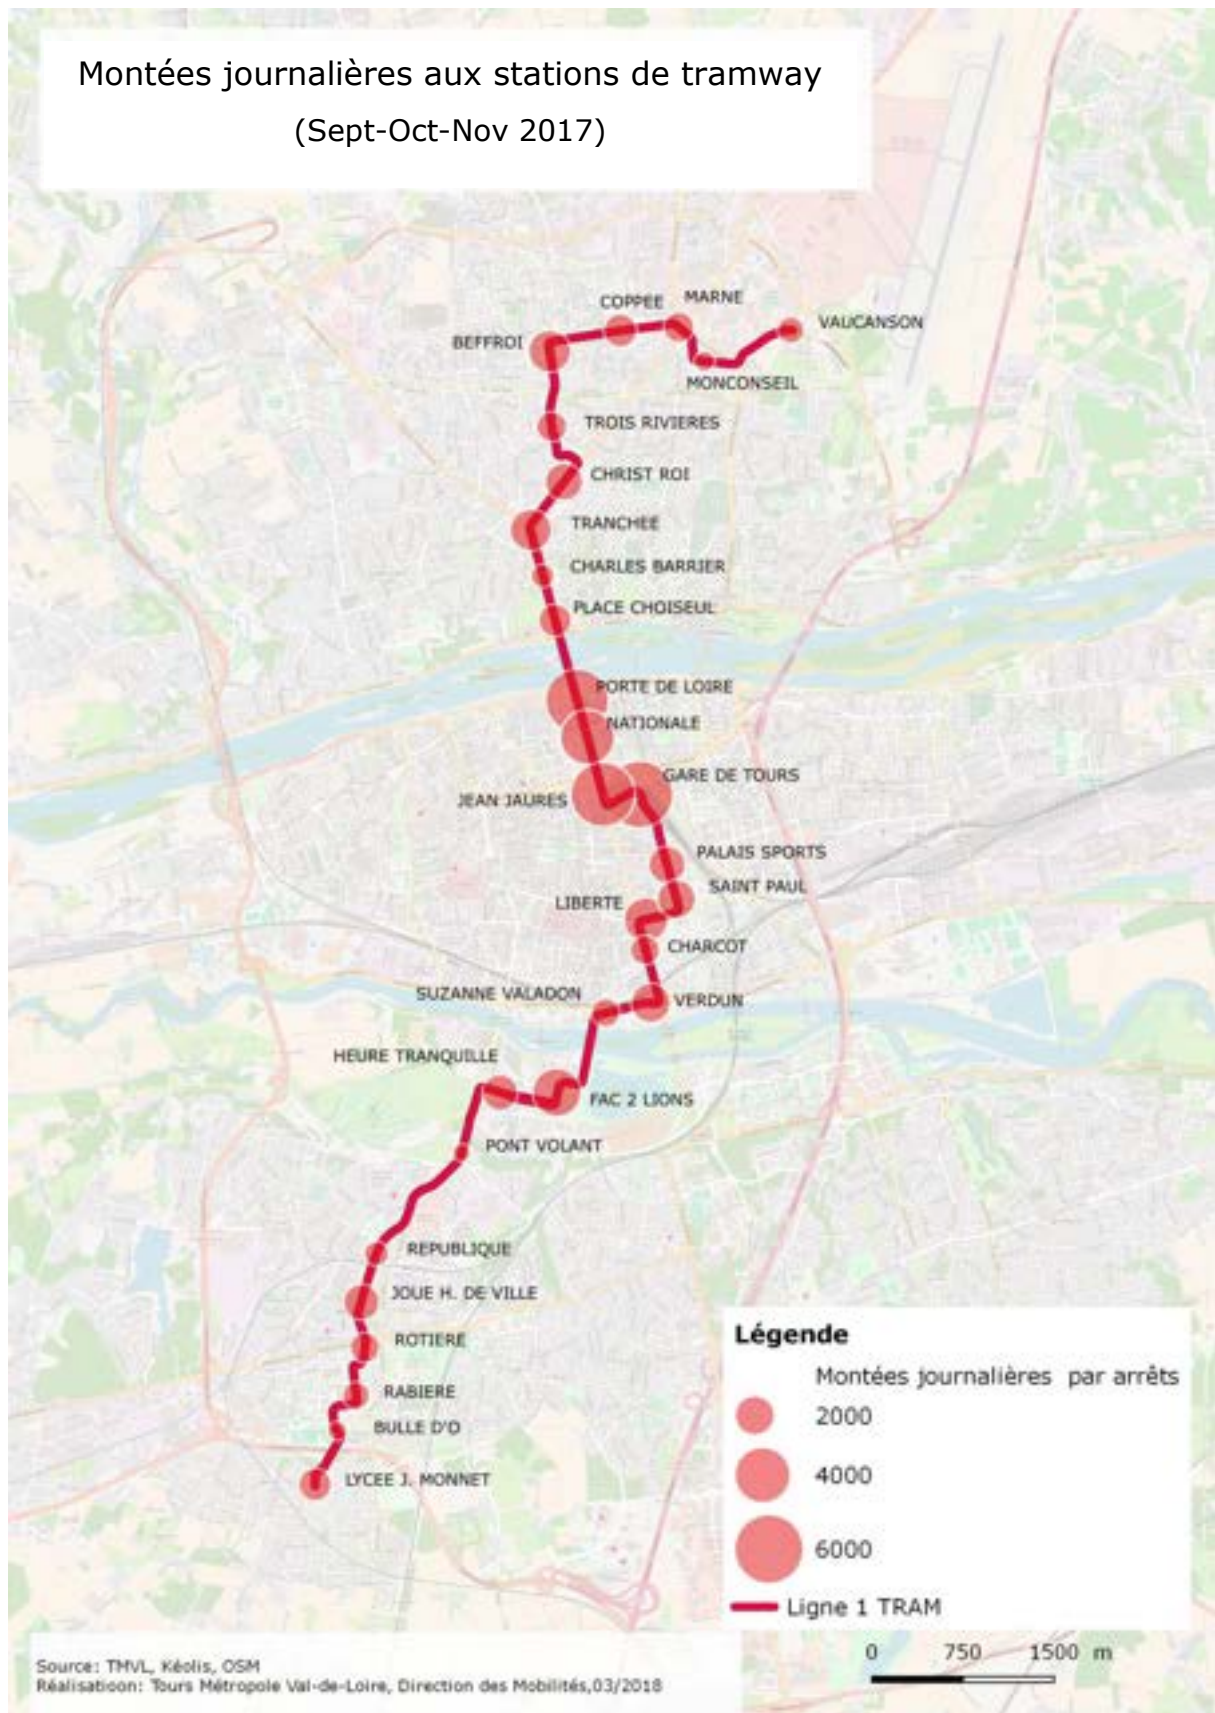 Montées journalières aux stations de tramway
(Sept-Oct-Nov 2017)
COPPEE
MARNE
VAUCANSON
BEFFROI
MONCONSEIL
TROIS RIVIERES
CHRIST ROI
TRANCHEE
CHARLES BARRIER
PLACE CHOISEUL
PORTE DE LOIRE
NATIONALE
GARE DE TOURS
JEAN JAURES
PALAIS SPORTS
SAINT PAUL
LIBERTE
CHARCOT
SUZANNE VALADON
VERDUN
HEURE TRANQUILLE
FAC 2 LIONS
PONT VOLANT
REPUBLIQUE
JOUE H. DE VILLE
ROTIERE
RABIERE
BULLE D'O
LYCEE J. MONNET
Légende
Montées journalières par arrêts
2000
4000
6000
Ligne 1 TRAM
0 750 1500 m
Source: TMVL, Kéolis, OSM
Réalisatioon: Tours Métropole Val-de-Loire, Direction des Mobilités,03/2018